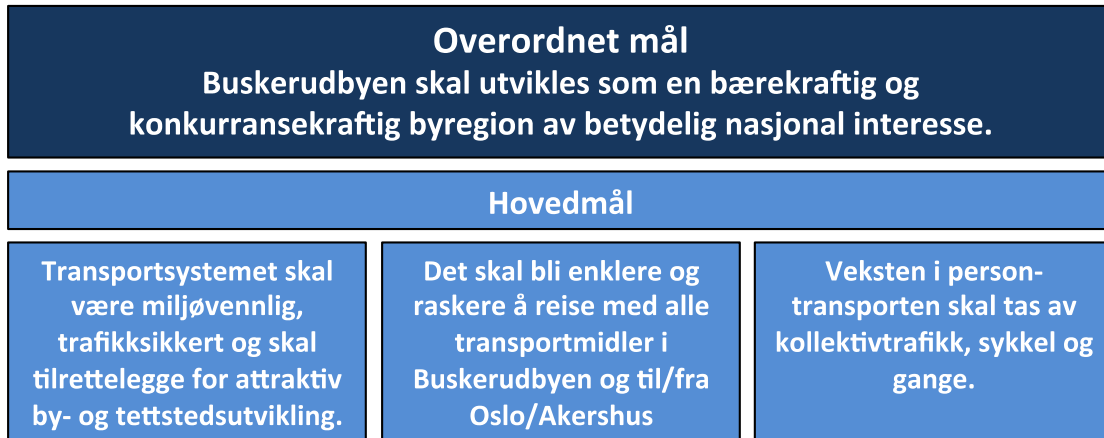 Overordnet mål
Buskerudbyen skal utvikles som en bærekraftig og
konkurransekraftig byregion av betydelig nasjonal interesse.
Hovedmål
Transportsystemet skal
være miljøvennlig,
trafikksikkert og skal
tilrettelegge for attraktiv
by- og tettstedsutvikling.
Det skal bli enklere og
raskere å reise med alle
transportmidler i
Buskerudbyen og til/fra
Oslo/Akershus
Veksten i person-
transporten skal tas av
kollektivtrafikk, sykkel og
gange.